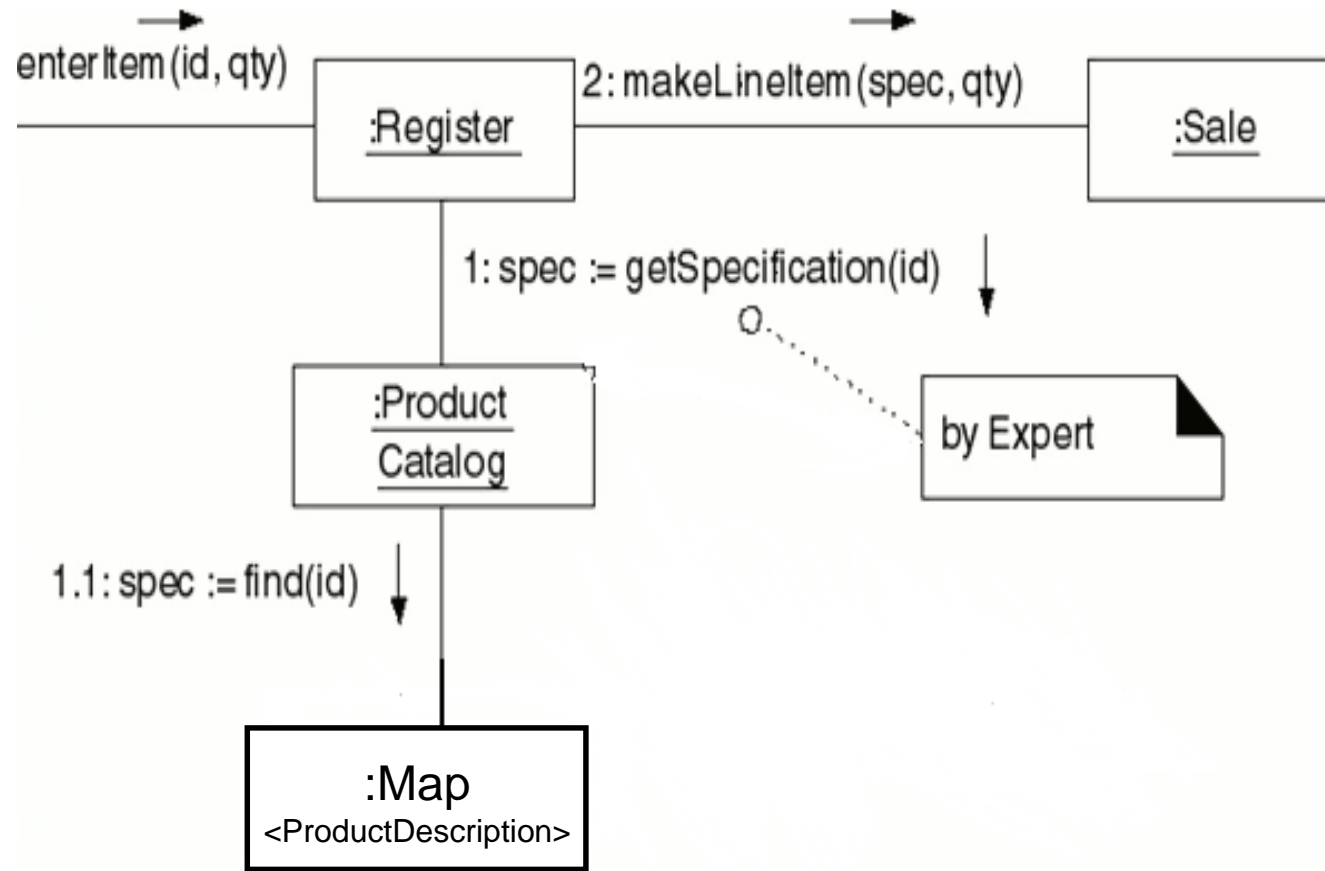 enterItem(id, qty)
2: makeLineItem(spec, qty)
:Register
:Sale
1: spec := getSpecification(id)
:Product
Catalog
by Expert
1.1: spec := find(id)
:Map
<ProductDescription>